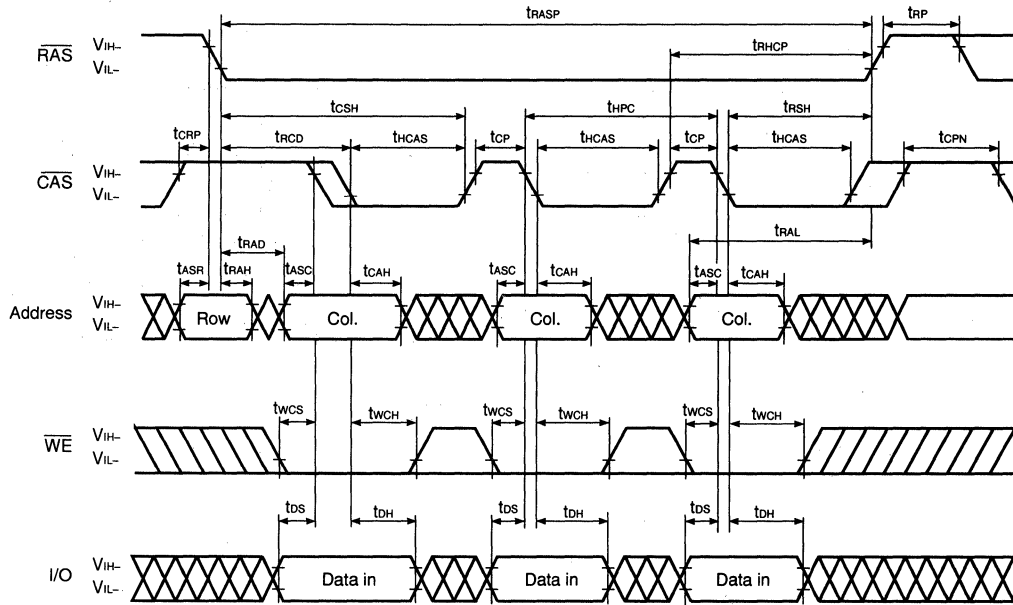 tRASP tRP
RAS VIH– VIL– tRHCP
tCSH tHPC tRSH
tCRP tRCD tHCAS tCP tHCAS tCP tHCAS tCPN
CAS VIH– VIL–
tRAD tRAL
tASR tRAH tASC tCAH tASC tCAH tASC tCAH
Address VIH– VIL– Row Col. Col. Col.
tWCS tWCH tWCS tWCH tWCS tWCH
WE VIH– VIL–
tDS tDH tDS tDH tDS tDH
I/O VIH– VIL– Data in Data in Data in